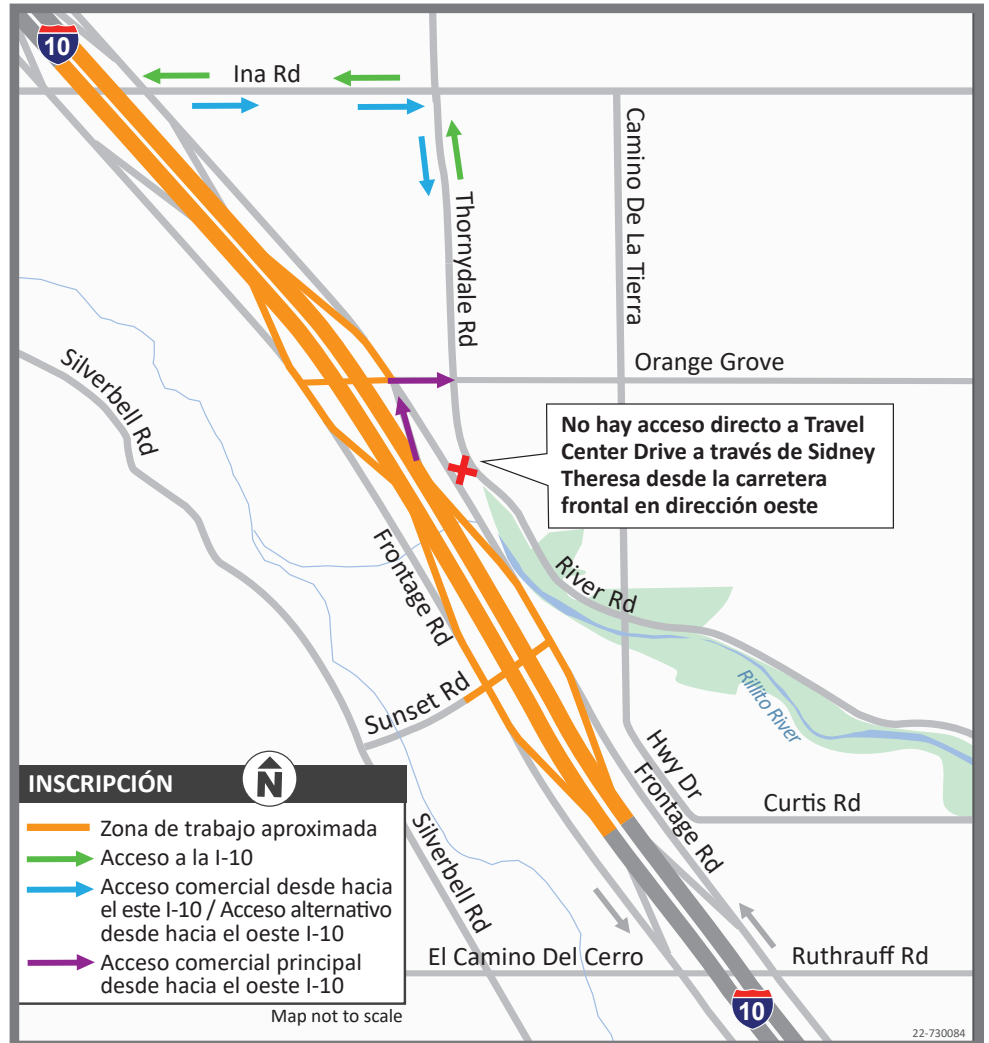 10
Ina Rd
Camino De La Tierra
Thornydale Rd
Orange Grove
Silverbell Rd
No hay acceso directo a Travel
Center Drive a través de Sidney
Theresa desde la carretera
frontal en dirección oeste
Frontage Rd
River Rd
Rillito River
Sunset Rd
Hwy Dr
Frontage Rd
Curtis Rd
INSCRIPCIÓN
N
Zona de trabajo aproximada
Acceso a la I-10
Acceso comercial desde hacia
el este I-10 / Acceso alternativo
desde hacia el oeste I-10
Acceso comercial principal
desde hacia el oeste I-10
Silverbell Rd
El Camino Del Cerro
Ruthrauff Rd
10
Map not to scale
22-730084